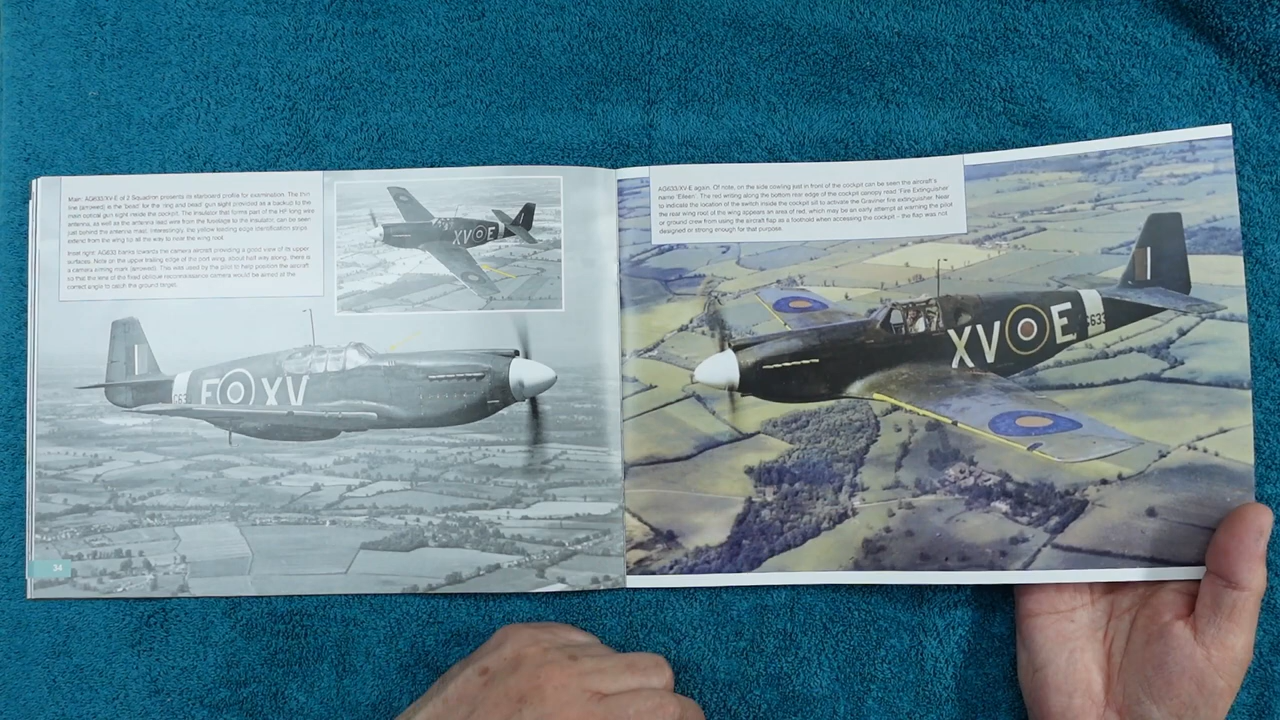 Main: AG633/XV-E of 2 Squadron presents its starboard profile for examination. The thin
line (arrowed) is the 'bead' for the ring and bead gun sight provided as a backup to the
main optical gun sight inside the cockpit. The insulator that forms part of the HF long wire
antenna, as well as the antenna lead wire from the fuselage to the insulator, can be seen
just behind the antenna mast. Interestingly, the yellow leading edge identification strips
extend from the wing tip all the way to near the wing root.
Inset right: AG633 banks towards the camera aircraft providing a good view of its upper
surfaces. Note on the upper trailing edge of the port wing, about half way along, there is
a camera aiming mark (arrowed). This was used by the pilot to help position the aircraft
so that the lens of the fixed oblique reconnaissance camera would be aimed at the
correct angle to catch the ground target.
XV E
E XV
G63
34
AG633/XV-E again. Of note, on the side cowling just in front of the cockpit can be seen the aircraft's
name 'Eileen'. The red writing along the bottom rear edge of the cockpit canopy read 'Fire Extinguisher'
to indicate the location of the switch inside the cockpit sill to activate the Graviner fire extinguisher. Near
the rear wing root of the wing appears an area of red, which may be an early attempt at warning the pilot
or ground crew from using the aircraft flap as a foothold when accessing the cockpit – the flap was not
designed or strong enough for that purpose.
XV E
G633